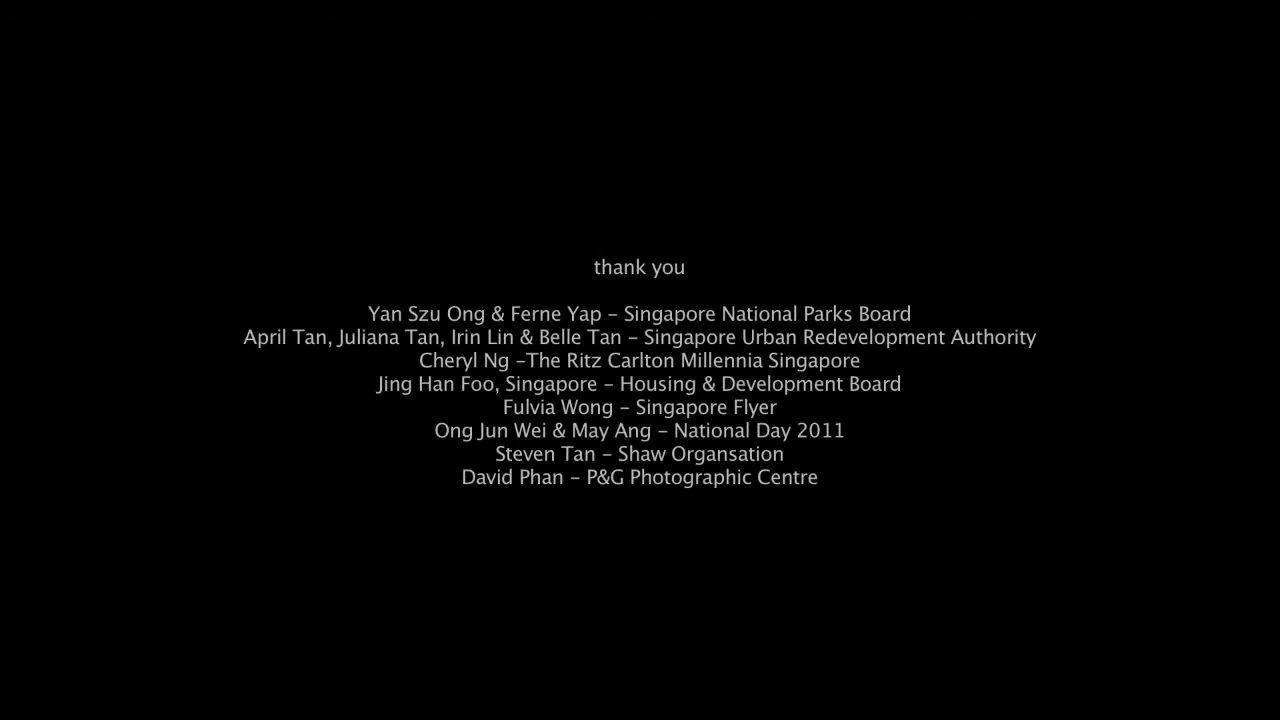 thank you
Yan Szu Ong & Ferne Yap - Singapore National Parks Board
April Tan, Juliana Tan, Irin Lin & Belle Tan - Singapore Urban Redevelopment Authority
Cheryl Ng -The Ritz Carlton Millennia Singapore
Jing Han Foo, Singapore - Housing & Development Board
Fulvia Wong - Singapore Flyer
Ong Jun Wei & May Ang - National Day 2011
Steven Tan - Shaw Organsation
David Phan - P&G Photographic Centre